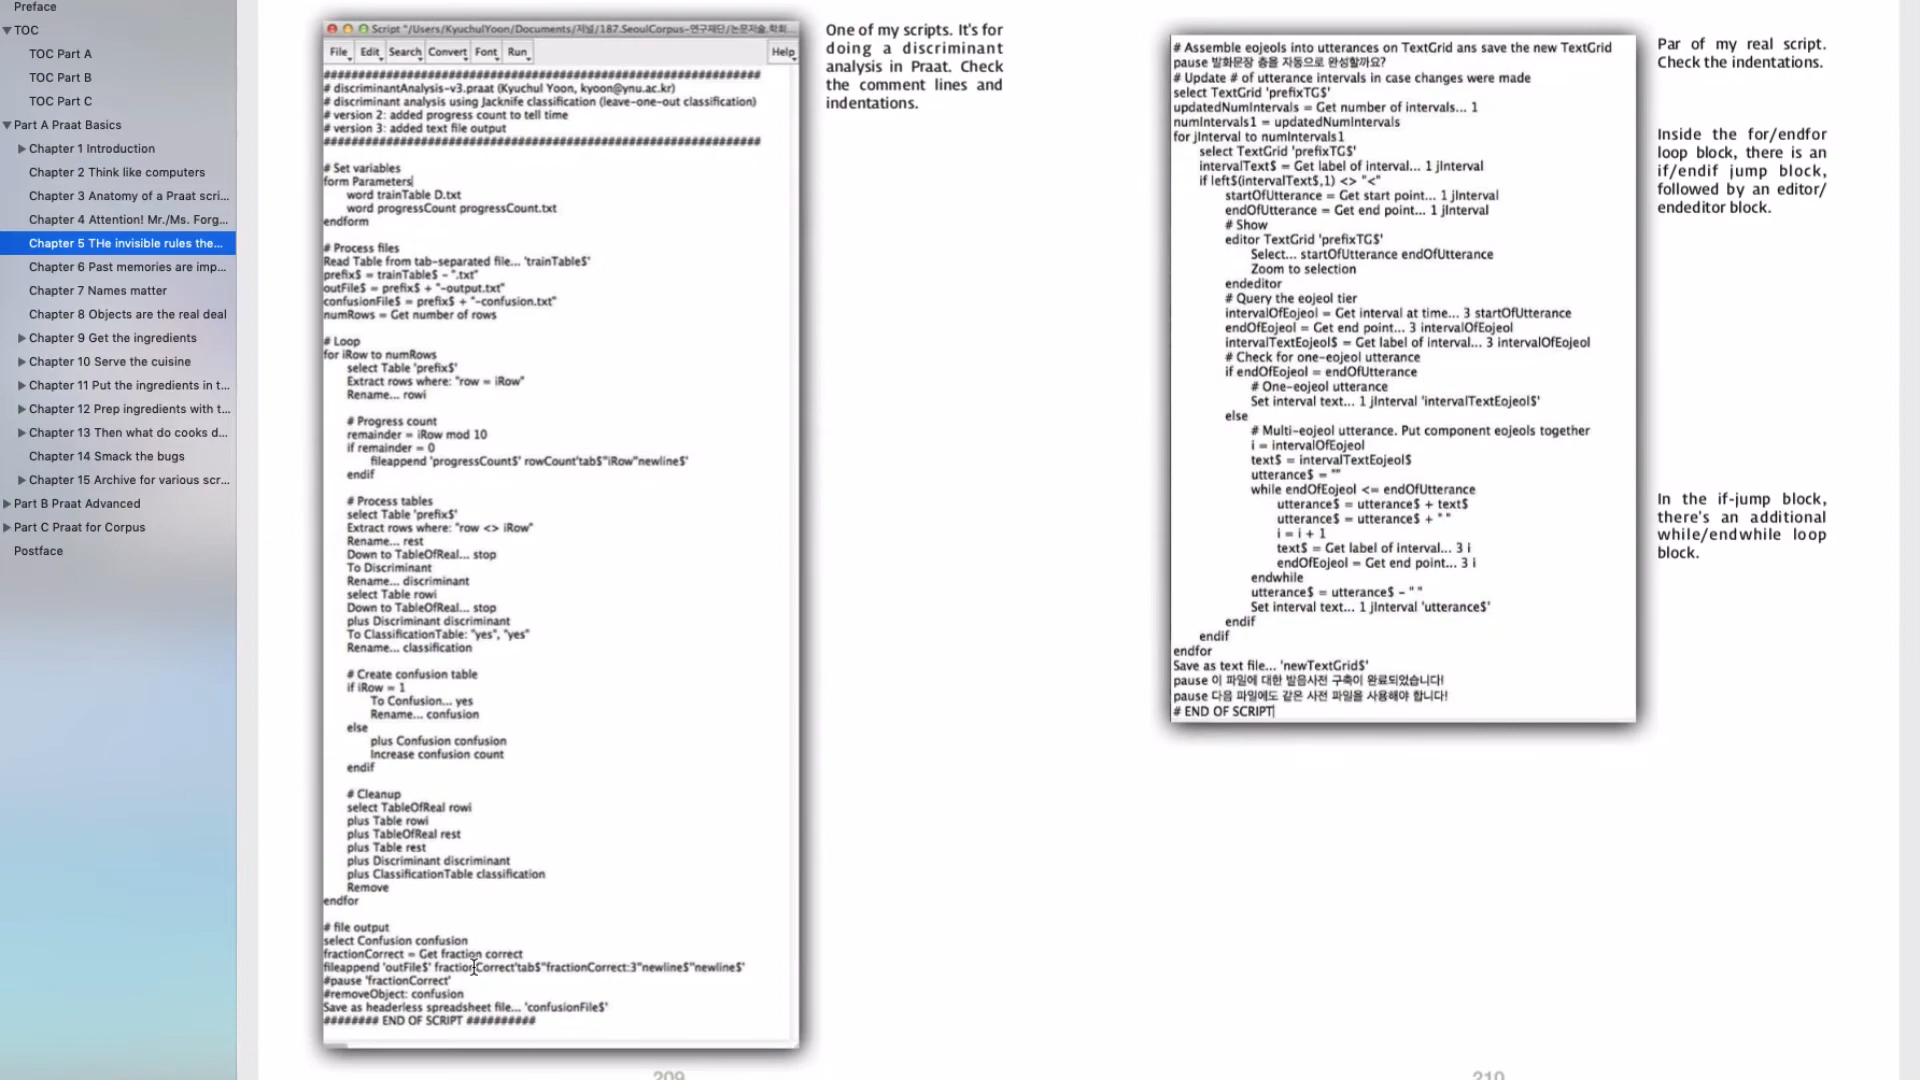 Preface
TOC
TOC Part A
TOC Part B
TOC Part C
Part A Praat Basics
Chapter 1 Introduction
Chapter 2 Think like computers
Chapter 3 Anatomy of a Praat scri...
Chapter 4 Attention! Mr./Ms. Forg...
Chapter 5 THe invisible rules the...
Chapter 6 Past memories are imp...
Chapter 7 Names matter
Chapter 8 Objects are the real deal
Chapter 9 Get the ingredients
Chapter 10 Serve the cuisine
Chapter 11 Put the ingredients in t...
Chapter 12 Prep ingredients with t...
Chapter 13 Then what do cooks d...
Chapter 14 Smack the bugs
Chapter 15 Archive for various scr...
Part B Praat Advanced
Part C Praat for Corpus
Postface
Script "/Users/KyuchulYoon/Documents/저널/187.SeoulCorpus-연구재단/논문저술.학회...
File Edit Search Convert Font Run Help
##################################################################
# discriminantAnalysis-v3.praat (Kyuchul Yoon, kyoon@ynu.ac.kr)
# discriminant analysis using Jacknife classification (leave-one-out classification)
# version 2: added progress count to tell time
# version 3: added text file output
##################################################################
# Set variables
form Parameters
word trainTable D.txt
word progressCount progressCount.txt
endform
# Process files
Read Table from tab-separated file... 'trainTable$'
prefix$ = trainTable$ - ".txt"
outFile$ = prefix$ + "-output.txt"
confusionFile$ = prefix$ + "-confusion.txt"
numRows = Get number of rows
# Loop
for iRow to numRows
select Table 'prefix$'
Extract rows where: "row = iRow"
Rename... rowi
# Progress count
remainder = iRow mod 10
if remainder = 0
fileappend 'progressCount$' rowCount'tab$''iRow''newline$'
endif
# Process tables
select Table 'prefix$'
Extract rows where: "row <> iRow"
Rename... rest
Down to TableOfReal... stop
To Discriminant
Rename... discriminant
select Table rowi
Down to TableOfReal... stop
plus Discriminant discriminant
To ClassificationTable: "yes", "yes"
Rename... classification
# Create confusion table
if iRow = 1
To Confusion... yes
Rename... confusion
else
plus Confusion confusion
Increase confusion count
endif
# Cleanup
select TableOfReal rowi
plus Table rowi
plus TableOfReal rest
plus Table rest
plus Discriminant discriminant
plus ClassificationTable classification
Remove
endfor
# file output
select Confusion confusion
fractionCorrect = Get fraction correct
fileappend 'outFile$' fractionCorrect'tab$''fractionCorrect:3''newline$''newline$'
#pause 'fractionCorrect'
#removeObject: confusion
Save as headerless spreadsheet file... 'confusionFile$'
######## END OF SCRIPT ##########
One of my scripts. It's for
doing a discriminant
analysis in Praat. Check
the comment lines and
indentations.
209
# Assemble eojeols into utterances on TextGrid ans save the new TextGrid
pause 발화문장 층을 자동으로 완성할까요?
# Update # of utterance intervals in case changes were made
select TextGrid 'prefixTG$'
updatedNumIntervals = Get number of intervals... 1
numIntervals1 = updatedNumIntervals
for jInterval to numIntervals1
select TextGrid 'prefixTG$'
intervalText$ = Get label of interval... 1 jInterval
if left$(intervalText$,1) <> "<"
startOfUtterance = Get start point... 1 jInterval
endOfUtterance = Get end point... 1 jInterval
# Show
editor TextGrid 'prefixTG$'
Select... startOfUtterance endOfUtterance
Zoom to selection
endeditor
# Query the eojeol tier
intervalOfEojeol = Get interval at time... 3 startOfUtterance
endOfEojeol = Get end point... 3 intervalOfEojeol
intervalTextEojeol$ = Get label of interval... 3 intervalOfEojeol
# Check for one-eojeol utterance
if endOfEojeol = endOfUtterance
# One-eojeol utterance
Set interval text... 1 jInterval 'intervalTextEojeol$'
else
# Multi-eojeol utterance. Put component eojeols together
i = intervalOfEojeol
text$ = intervalTextEojeol$
utterance$ = ""
while endOfEojeol <= endOfUtterance
utterance$ = utterance$ + text$
utterance$ = utterance$ + " "
i = i + 1
text$ = Get label of interval... 3 i
endOfEojeol = Get end point... 3 i
endwhile
utterance$ = utterance$ - " "
Set interval text... 1 jInterval 'utterance$'
endif
endif
endfor
Save as text file... 'newTextGrid$'
pause 이 파일에 대한 발음사전 구축이 완료되었습니다!
pause 다음 파일에도 같은 사전 파일을 사용해야 합니다!
# END OF SCRIPT
Par of my real script.
Check the indentations.
Inside the for/endfor
loop block, there is an
if/endif jump block,
followed by an editor/
endeditor block.
In the if-jump block,
there's an additional
while/endwhile loop
block.
210